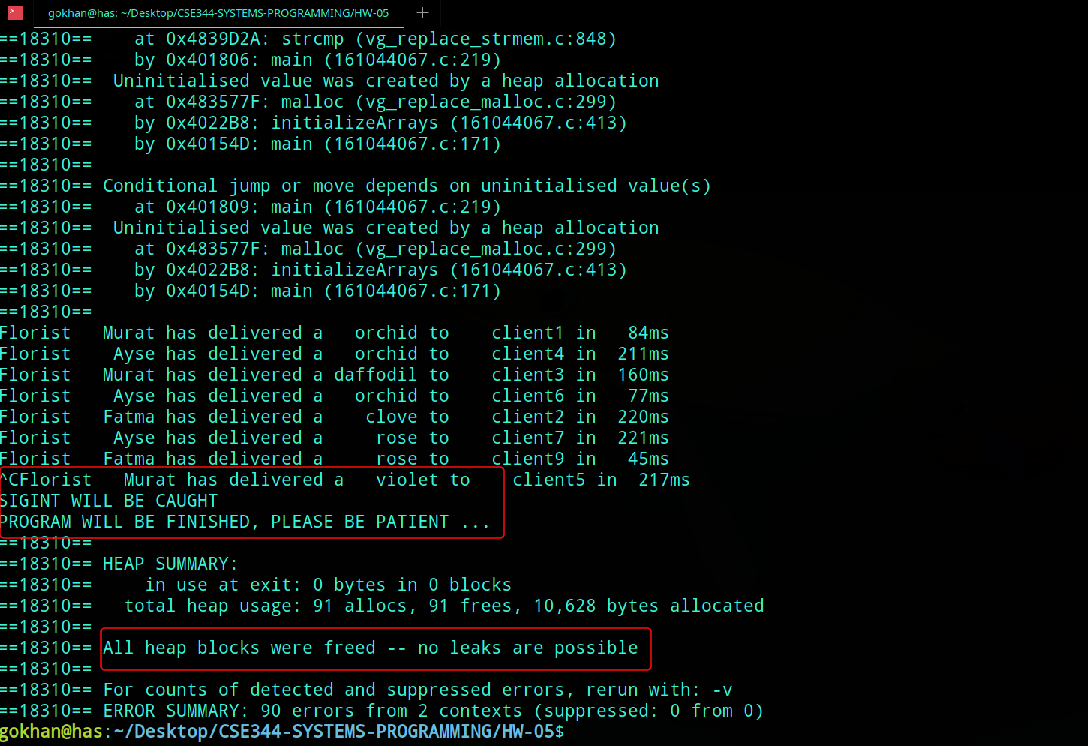 gokhan@has: ~/Desktop/CSE344-SYSTEMS-PROGRAMMING/HW-05
==18310==    at 0x4839D2A: strcmp (vg_replace_strmem.c:848)
==18310==    by 0x401806: main (161044067.c:219)
==18310==  Uninitialised value was created by a heap allocation
==18310==    at 0x483577F: malloc (vg_replace_malloc.c:299)
==18310==    by 0x4022B8: initializeArrays (161044067.c:413)
==18310==    by 0x40154D: main (161044067.c:171)
==18310==
==18310== Conditional jump or move depends on uninitialised value(s)
==18310==    at 0x401809: main (161044067.c:219)
==18310==  Uninitialised value was created by a heap allocation
==18310==    at 0x483577F: malloc (vg_replace_malloc.c:299)
==18310==    by 0x4022B8: initializeArrays (161044067.c:413)
==18310==    by 0x40154D: main (161044067.c:171)
==18310==
Florist   Murat has delivered a   orchid to    client1 in   84ms
Florist    Ayse has delivered a   orchid to    client4 in  211ms
Florist   Murat has delivered a daffodil to    client3 in  160ms
Florist    Ayse has delivered a   orchid to    client6 in   77ms
Florist   Fatma has delivered a    clove to    client2 in  220ms
Florist    Ayse has delivered a     rose to    client7 in  221ms
Florist   Fatma has delivered a     rose to    client9 in   45ms
^CFlorist   Murat has delivered a   violet to    client5 in  217ms
SIGINT WILL BE CAUGHT
PROGRAM WILL BE FINISHED, PLEASE BE PATIENT ...
==18310==
==18310== HEAP SUMMARY:
==18310==     in use at exit: 0 bytes in 0 blocks
==18310==   total heap usage: 91 allocs, 91 frees, 10,628 bytes allocated
==18310==
==18310== All heap blocks were freed -- no leaks are possible
==18310==
==18310== For counts of detected and suppressed errors, rerun with: -v
==18310== ERROR SUMMARY: 90 errors from 2 contexts (suppressed: 0 from 0)
gokhan@has:~/Desktop/CSE344-SYSTEMS-PROGRAMMING/HW-05$